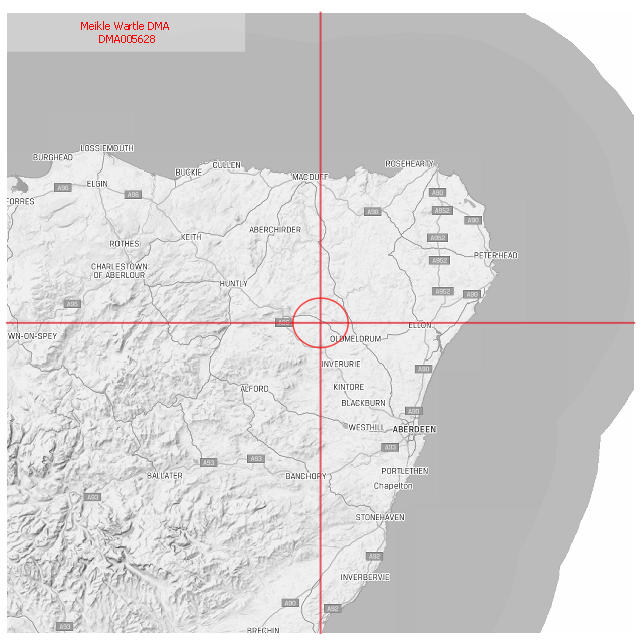 Meikle Wartle DMA
DMA005628
LOSSIEMOUTH
BURGHEAD
CULLEN
ROSEHEARTY
BUCKIE
MACDUFF
ELGIN
A96
A96
A90
FORRES
A952
A90
A90
ABERCHIRDER
KEITH
A952
ROTHES
PETERHEAD
A952
CHARLESTOWN
OF ABERLOUR
HUNTLY
A952
A90
A95
ELLON
WN-ON-SPEY
OLDMELDRUM
INVERURIE
A90
ALFORD
KINTORE
BLACKBURN
A90
WESTHILL
ABERDEEN
A93
A93
A93
BALLATER
BANCHORY
PORTLETHEN
Chapelton
A93
STONEHAVEN
A92
INVERBERVIE
A90
A92
A93
BRECHIN